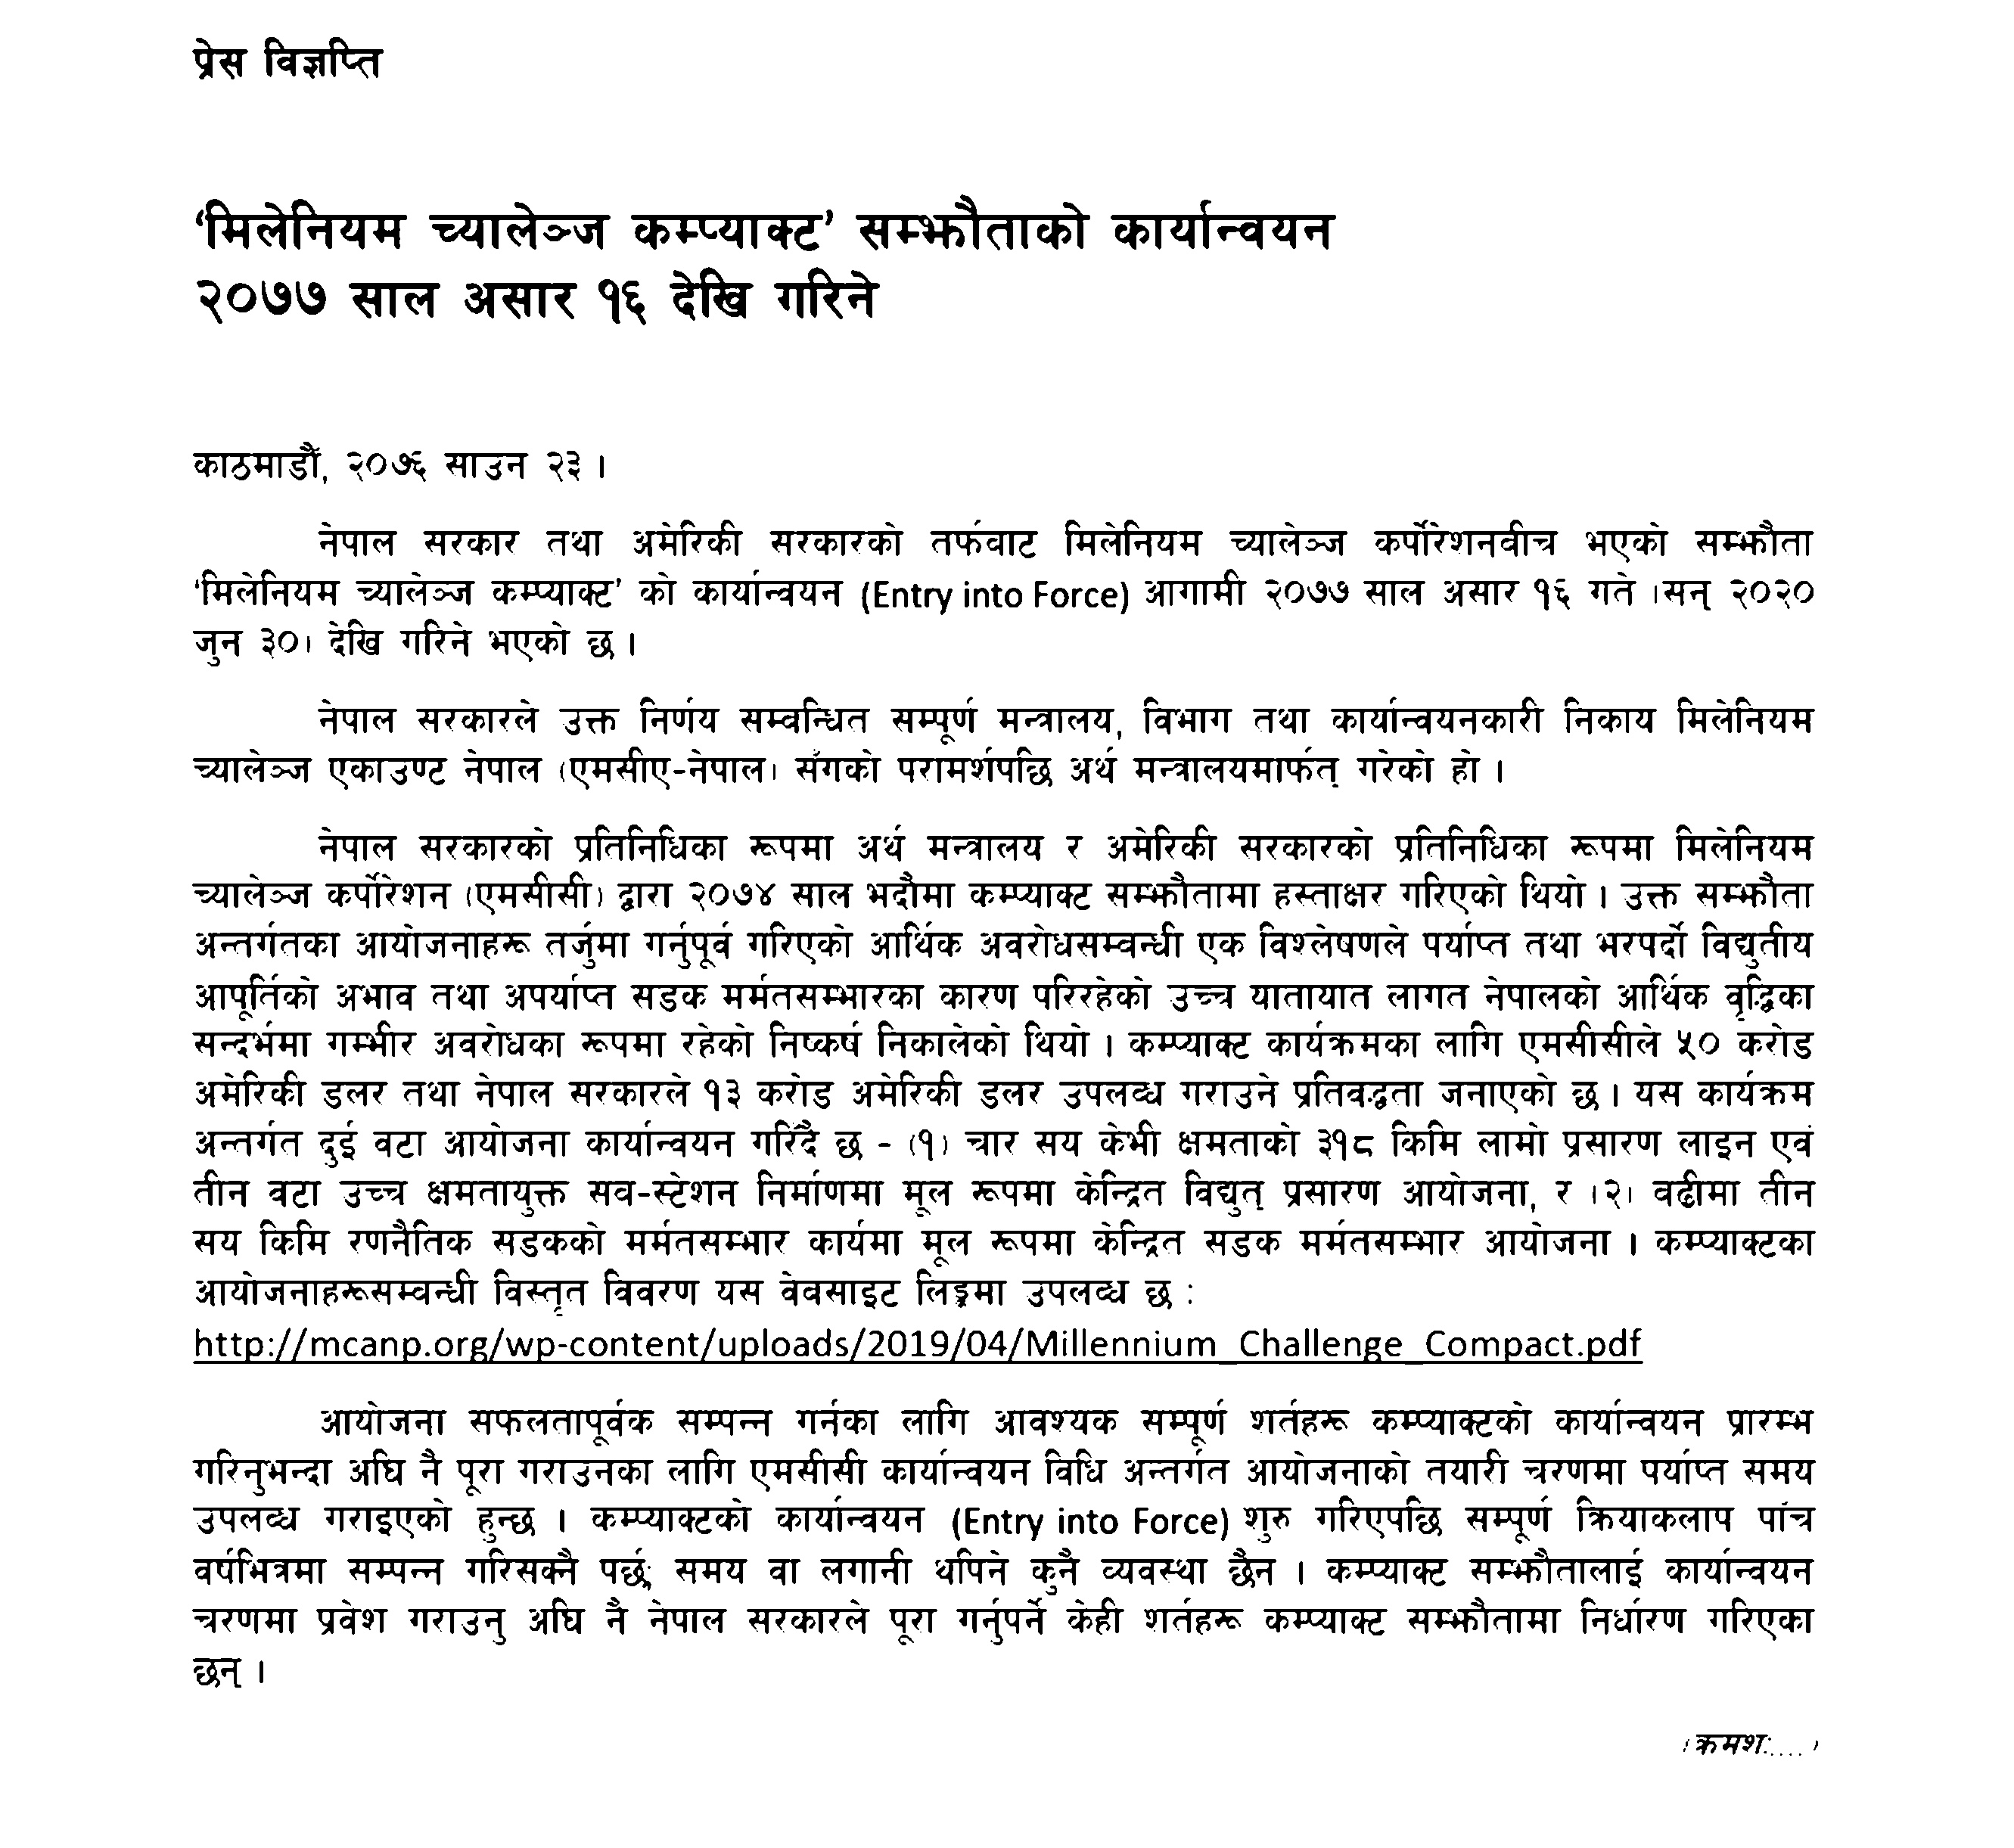 प्रेस विज्ञप्ति
‘मिलेनियम च्यालेञ्ज कम्प्याक्ट’ सम्झौताको कार्यान्वयन
२०७७ साल असार १६ देखि गरिने
काठमाडौं, २०७६ साउन २३ ।
नेपाल सरकार तथा अमेरिकी सरकारको तर्फवाट मिलेनियम च्यालेञ्ज कर्पोरेशनवीच भएको सम्झौता
‘मिलेनियम च्यालेञ्ज कम्प्याक्ट’ को कार्यान्वयन (Entry into Force) आगामी २०७७ साल असार १६ गते (सन् २०२०
जुन ३०) देखि गरिने भएको छ ।
नेपाल सरकारले उक्त निर्णय सम्वन्धित सम्पूर्ण मन्त्रालय, विभाग तथा कार्यान्वयनकारी निकाय मिलेनियम
च्यालेञ्ज एकाउण्ट नेपाल (एमसीए-नेपाल) सँगको परामर्शपछि अर्थ मन्त्रालयमार्फत् गरेको हो ।
नेपाल सरकारको प्रतिनिधिका रूपमा अर्थ मन्त्रालय र अमेरिकी सरकारको प्रतिनिधिका रूपमा मिलेनियम
च्यालेञ्ज कर्पोरेशन (एमसीसी) द्वारा २०७४ साल भदौमा कम्प्याक्ट सम्झौतामा हस्ताक्षर गरिएको थियो । उक्त सम्झौता
अन्तर्गतका आयोजनाहरू तर्जुमा गर्नुपूर्व गरिएको आर्थिक अवरोधसम्वन्धी एक विश्लेषणले पर्याप्त तथा भरपर्दो विद्युतीय
आपूर्तिको अभाव तथा अपर्याप्त सडक मर्मतसम्भारका कारण परिरहेको उच्च यातायात लागत नेपालको आर्थिक वृद्धिका
सन्दर्भमा गम्भीर अवरोधका रूपमा रहेको निष्कर्ष निकालेको थियो । कम्प्याक्ट कार्यक्रमका लागि एमसीसीले ५० करोड
अमेरिकी डलर तथा नेपाल सरकारले १३ करोड अमेरिकी डलर उपलव्ध गराउने प्रतिवद्धता जनाएको छ । यस कार्यक्रम
अन्तर्गत दुई वटा आयोजना कार्यान्वयन गरिँदै छ - (१) चार सय केभी क्षमताको ३१८ किमि लामो प्रसारण लाइन एवं
तीन वटा उच्च क्षमतायुक्त सव-स्टेशन निर्माणमा मूल रूपमा केन्द्रित विद्युत् प्रसारण आयोजना, र (२) वढीमा तीन
सय किमि रणनैतिक सडकको मर्मतसम्भार कार्यमा मूल रूपमा केन्द्रित सडक मर्मतसम्भार आयोजना । कम्प्याक्टका
आयोजनाहरूसम्वन्धी विस्तृत विवरण यस वेवसाइट लिङ्कमा उपलव्ध छ :
http://mcanp.org/wp-content/uploads/2019/04/Millennium_Challenge_Compact.pdf
आयोजना सफलतापूर्वक सम्पन्न गर्नका लागि आवश्यक सम्पूर्ण शर्तहरू कम्प्याक्टको कार्यान्वयन प्रारम्भ
गरिनुभन्दा अघि नै पूरा गराउनका लागि एमसीसी कार्यान्वयन विधि अन्तर्गत आयोजनाको तयारी चरणमा पर्याप्त समय
उपलव्ध गराइएको हुन्छ । कम्प्याक्टको कार्यान्वयन (Entry into Force) शुरु गरिएपछि सम्पूर्ण क्रियाकलाप पाँच
वर्षभित्रमा सम्पन्न गरिसक्नै पर्छ; समय वा लगानी थपिने कुनै व्यवस्था छैन । कम्प्याक्ट सम्झौतालाई कार्यान्वयन
चरणमा प्रवेश गराउनु अघि नै नेपाल सरकारले पूरा गर्नुपर्ने केही शर्तहरू कम्प्याक्ट सम्झौतामा निर्धारण गरिएका
छन् ।
(क्रमशः....)